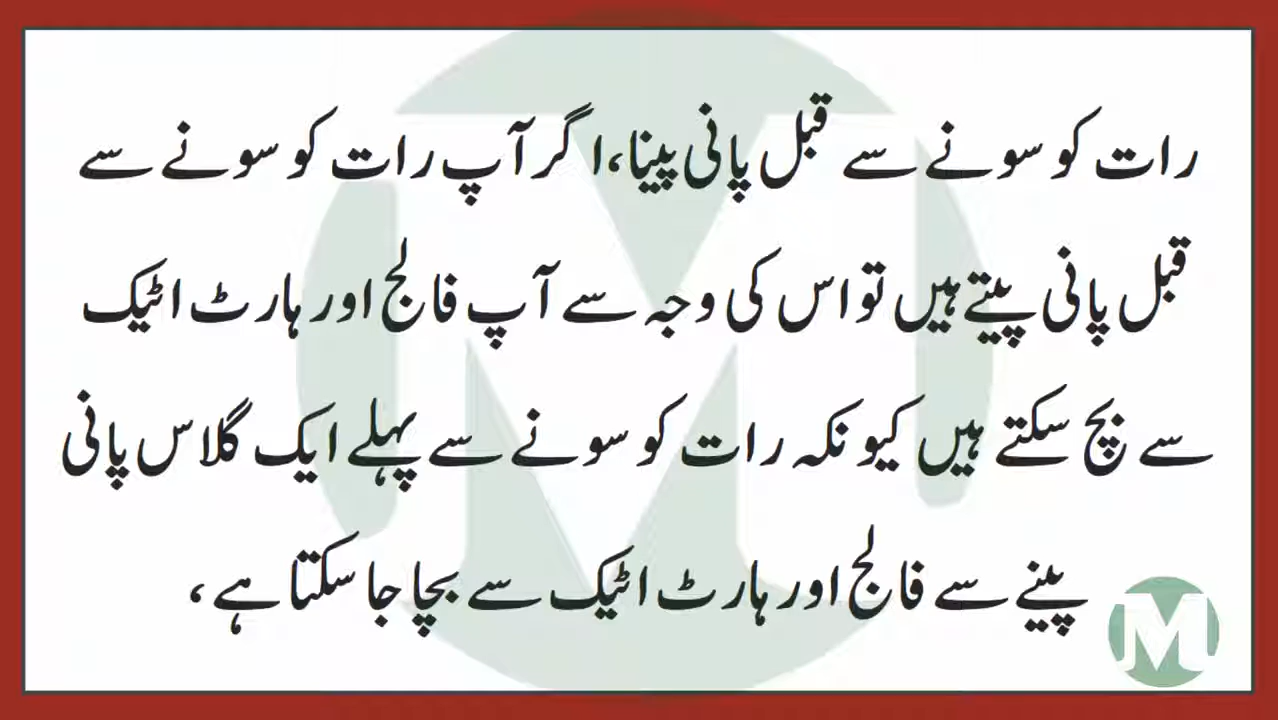 رات کو سونے سے قبل پانی پینا، اگر آپ رات کو سونے سے
قبل پانی پیتے ہیں تو اس کی وجہ سے آپ فالج اور ہارٹ اٹیک
سے بچ سکتے ہیں کیونکہ رات کو سونے سے پہلے ایک گلاس پانی
پینے سے فالج اور ہارٹ اٹیک سے بچا جا سکتا ہے،
M